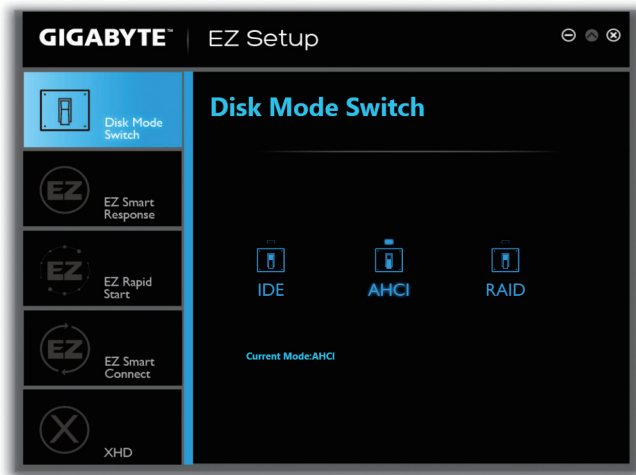 GIGABYTE™ EZ Setup
Disk Mode
Switch
EZ
EZ Smart
Response
EZ
EZ Rapid
Start
EZ
EZ Smart
Connect
X
XHD
Disk Mode Switch
IDE AHCI RAID
Current Mode:AHCI